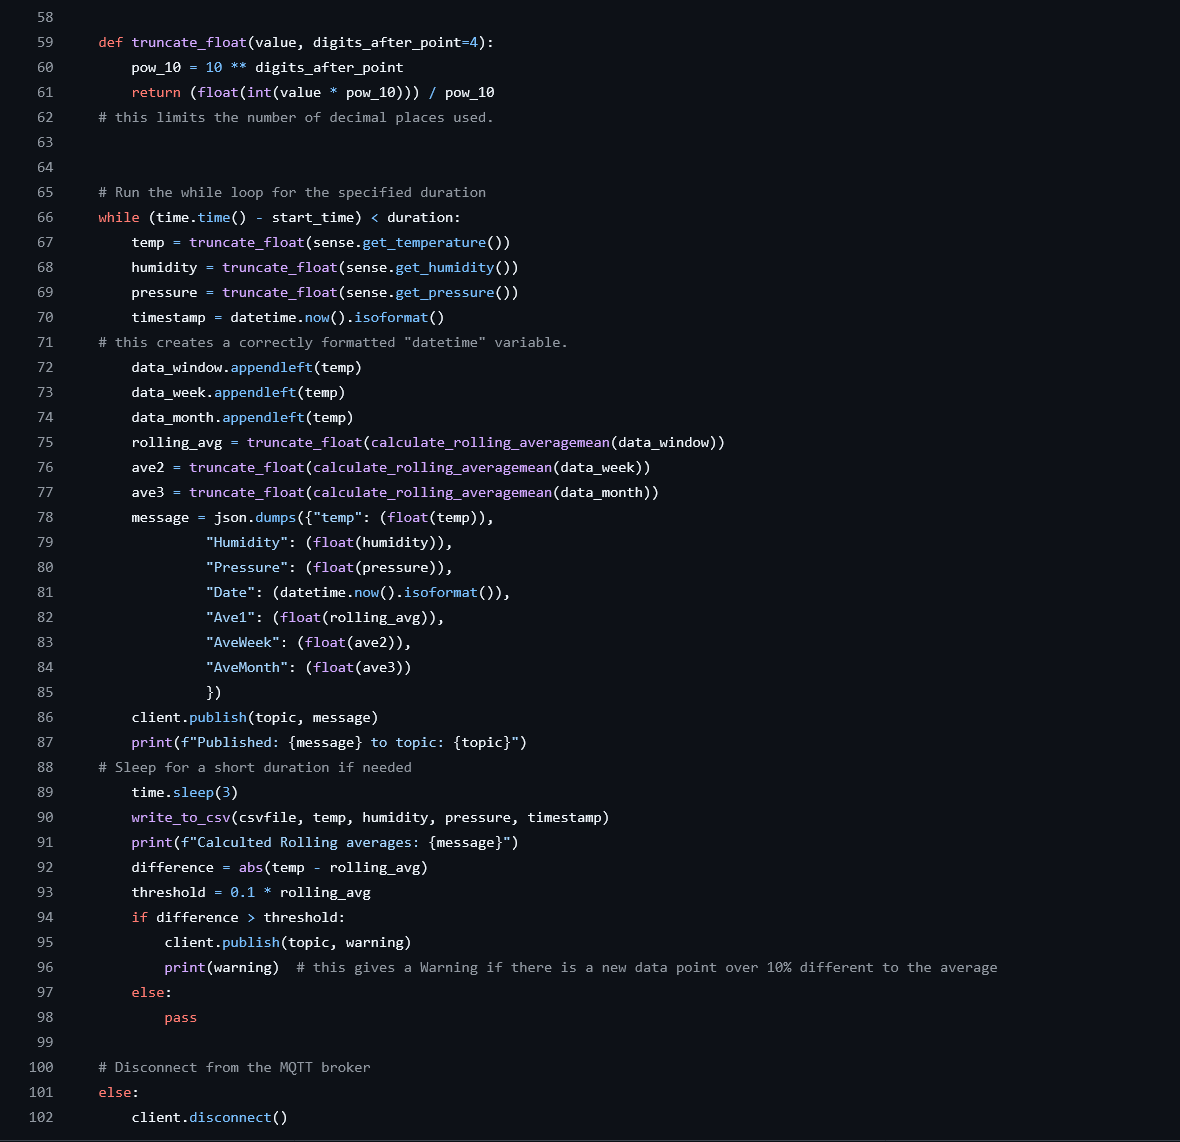 58
59 def truncate_float(value, digits_after_point=4):
60 pow_10 = 10 ** digits_after_point
61 return (float(int(value * pow_10))) / pow_10
62 # this limits the number of decimal places used.
63
64
65 # Run the while loop for the specified duration
66 while (time.time() - start_time) < duration:
67 temp = truncate_float(sense.get_temperature())
68 humidity = truncate_float(sense.get_humidity())
69 pressure = truncate_float(sense.get_pressure())
70 timestamp = datetime.now().isoformat()
71 # this creates a correctly formatted "datetime" variable.
72 data_window.appendleft(temp)
73 data_week.appendleft(temp)
74 data_month.appendleft(temp)
75 rolling_avg = truncate_float(calculate_rolling_averagemean(data_window))
76 ave2 = truncate_float(calculate_rolling_averagemean(data_week))
77 ave3 = truncate_float(calculate_rolling_averagemean(data_month))
78 message = json.dumps({"temp": (float(temp)),
79 "Humidity": (float(humidity)),
80 "Pressure": (float(pressure)),
81 "Date": (datetime.now().isoformat()),
82 "Ave1": (float(rolling_avg)),
83 "AveWeek": (float(ave2)),
84 "AveMonth": (float(ave3))
85 })
86 client.publish(topic, message)
87 print(f"Published: {message} to topic: {topic}")
88 # Sleep for a short duration if needed
89 time.sleep(3)
90 write_to_csv(csvfile, temp, humidity, pressure, timestamp)
91 print(f"Calculted Rolling averages: {message}")
92 difference = abs(temp - rolling_avg)
93 threshold = 0.1 * rolling_avg
94 if difference > threshold:
95 client.publish(topic, warning)
96 print(warning)  # this gives a Warning if there is a new data point over 10% different to the average
97 else:
98 pass
99
100 # Disconnect from the MQTT broker
101 else:
102 client.disconnect()